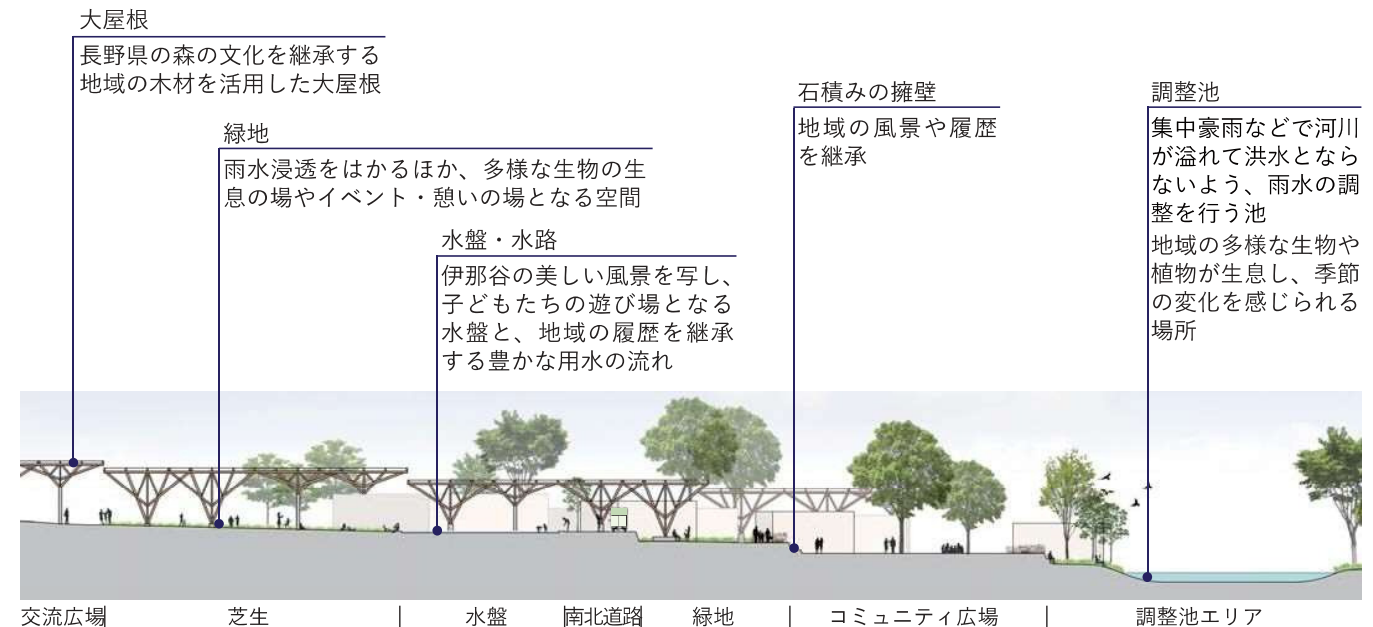 大屋根
長野県の森の文化を継承する
地域の木材を活用した大屋根
緑地
雨水浸透をはかるほか、多様な生物の生
息の場やイベント・憩いの場となる空間
水盤・水路
伊那谷の美しい風景を写し、
子どもたちの遊び場となる
水盤と、地域の履歴を継承
する豊かな用水の流れ
石積みの擁壁
地域の風景や履歴
を継承
調整池
集中豪雨などで河川
が溢れて洪水となら
ないよう、雨水の調
整を行う池
地域の多様な生物や
植物が生息し、季節
の変化を感じられる
場所
交流広場
芝生
水盤
南北道路
緑地
コミュニティ広場
調整池エリア